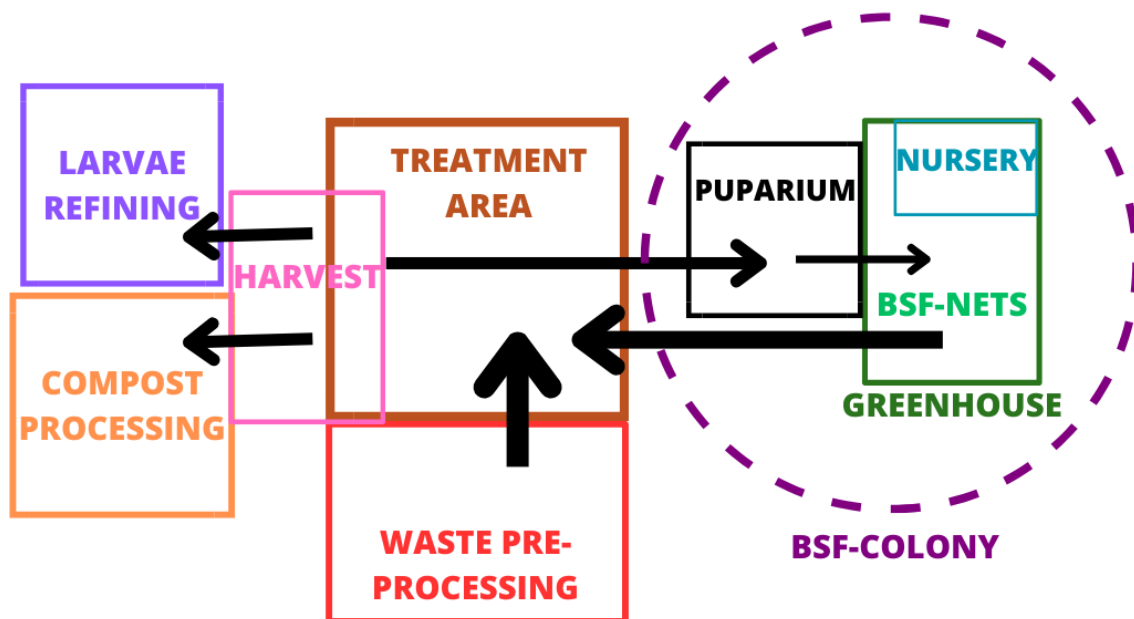 LARVAE
REFINING
HARVEST
COMPOST
PROCESSING
TREATMENT
AREA
WASTE PRE-
PROCESSING
PUPARIUM
NURSERY
BSF-NETS
GREENHOUSE
BSF-COLONY